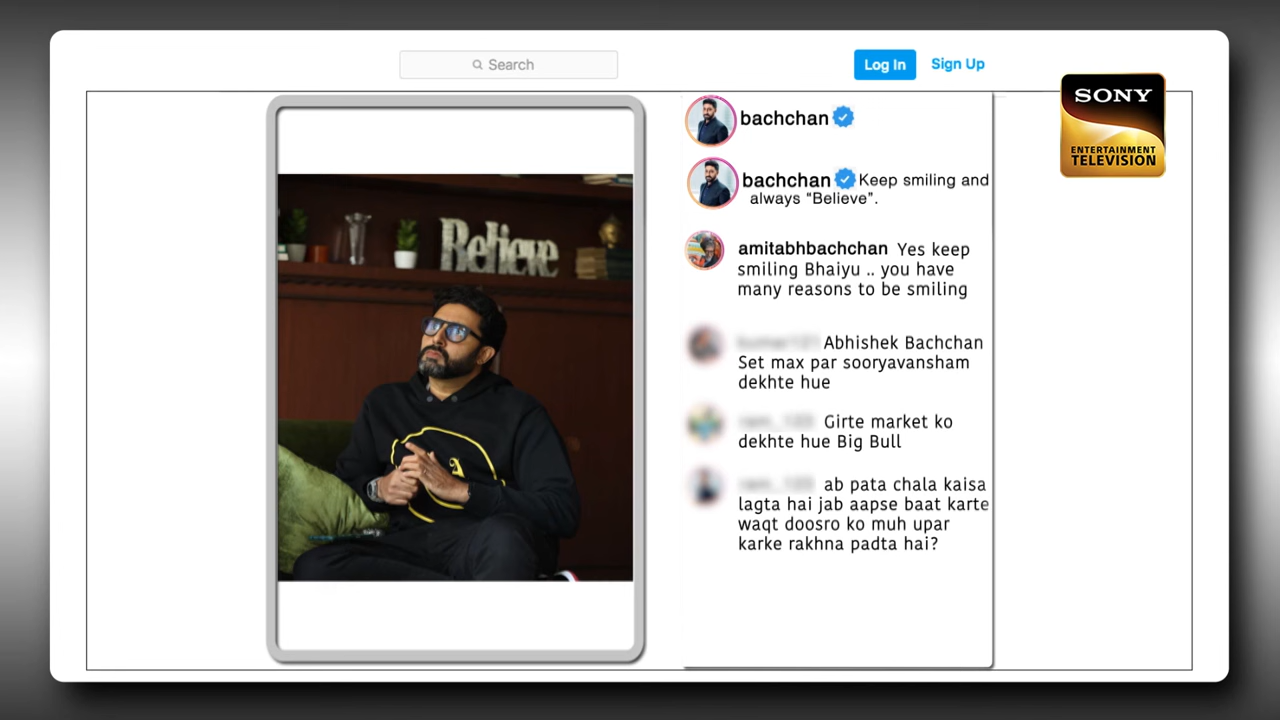 Search
Log In
Sign Up
SONY
ENTERTAINMENT
TELEVISION
Believe
bachchan
bachchan Keep smiling and
always “Believe”.
amitabhbachchan Yes keep
smiling Bhaiyu .. you have
many reasons to be smiling
Abhishek Bachchan
Set max par sooryavansham
dekhte hue
Girte market ko
dekhte hue Big Bull
ab pata chala kaisa
lagta hai jab aapse baat karte
waqt doosro ko muh upar
karke rakhna padta hai?